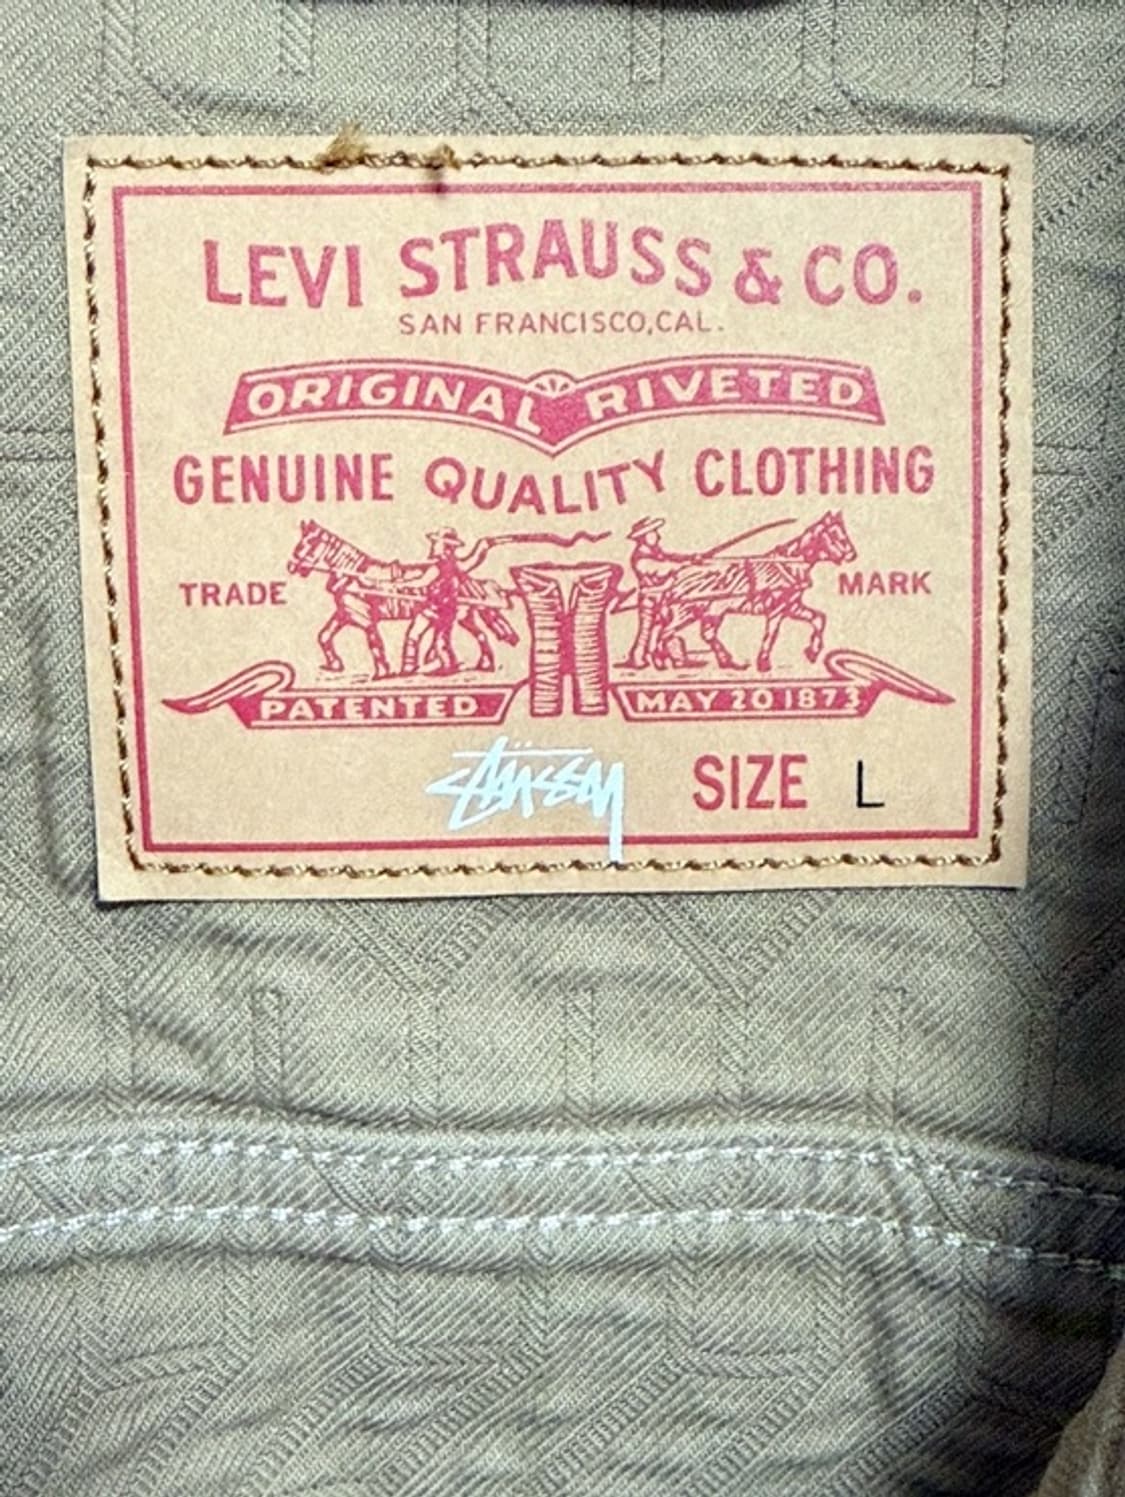 LEVI STRAUSS & CO.
SAN FRANCISCO, CAL.
ORIGINAL RIVETED
GENUINE QUALITY CLOTHING
TRADE MARK
PATENTED MAY 20 1873
Stüssy SIZE L